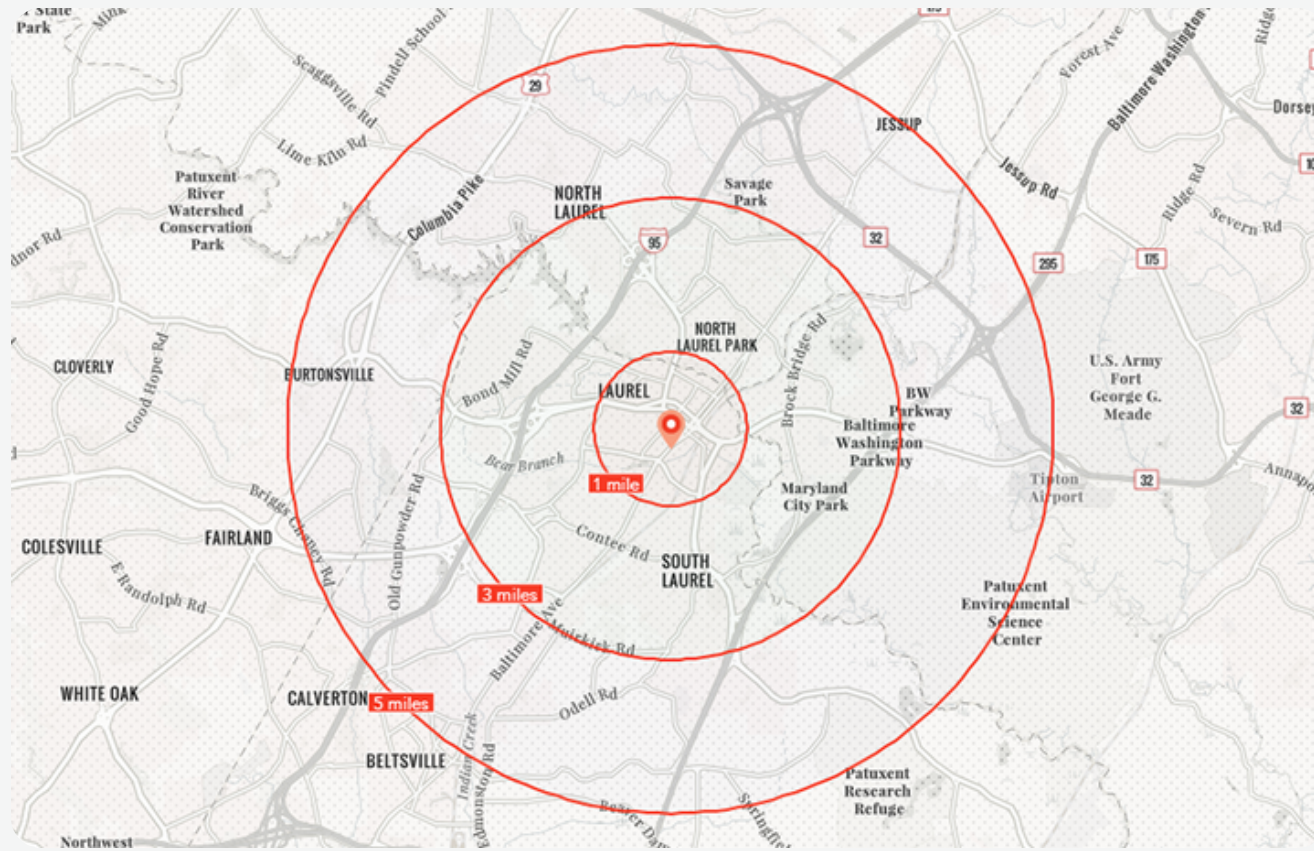 State
Park
Pindell School
Scaggsville Rd
Lime Kiln Rd
29
Forest Ave
Baltimore Washington
Ridge
JESSUP
Jessup Rd
Ridge Rd
Severn Rd
Patuxent
River
Watershed
Conservation
Park
Columbia Pike
NORTH
LAUREL
Savage
Park
95
32
295
175
CLOVERLY
Good Hope Rd
BURTONSVILLE
Bond Mill Rd
LAUREL
NORTH
LAUREL PARK
Brock Bridge Rd
BW
Parkway
Baltimore
Washington
Parkway
U.S. Army
Fort
George G.
Meade
32
Bear Branch
1 mile
Maryland
City Park
Tipton
Airport
32
Briggs Chaney Rd
Old Gunpowder Rd
COLESVILLE
FAIRLAND
E Randolph Rd
Contee Rd
SOUTH
LAUREL
3 miles
Baltimore Ave
Muirkirk Rd
Patuxent
Environmental
Science
Center
WHITE OAK
CALVERTON
5 miles
Odell Rd
BELTSVILLE
Indian Creek
Edmonston Rd
Beaver Da
Springfie
Patuxent
Research
Refuge
Northwest